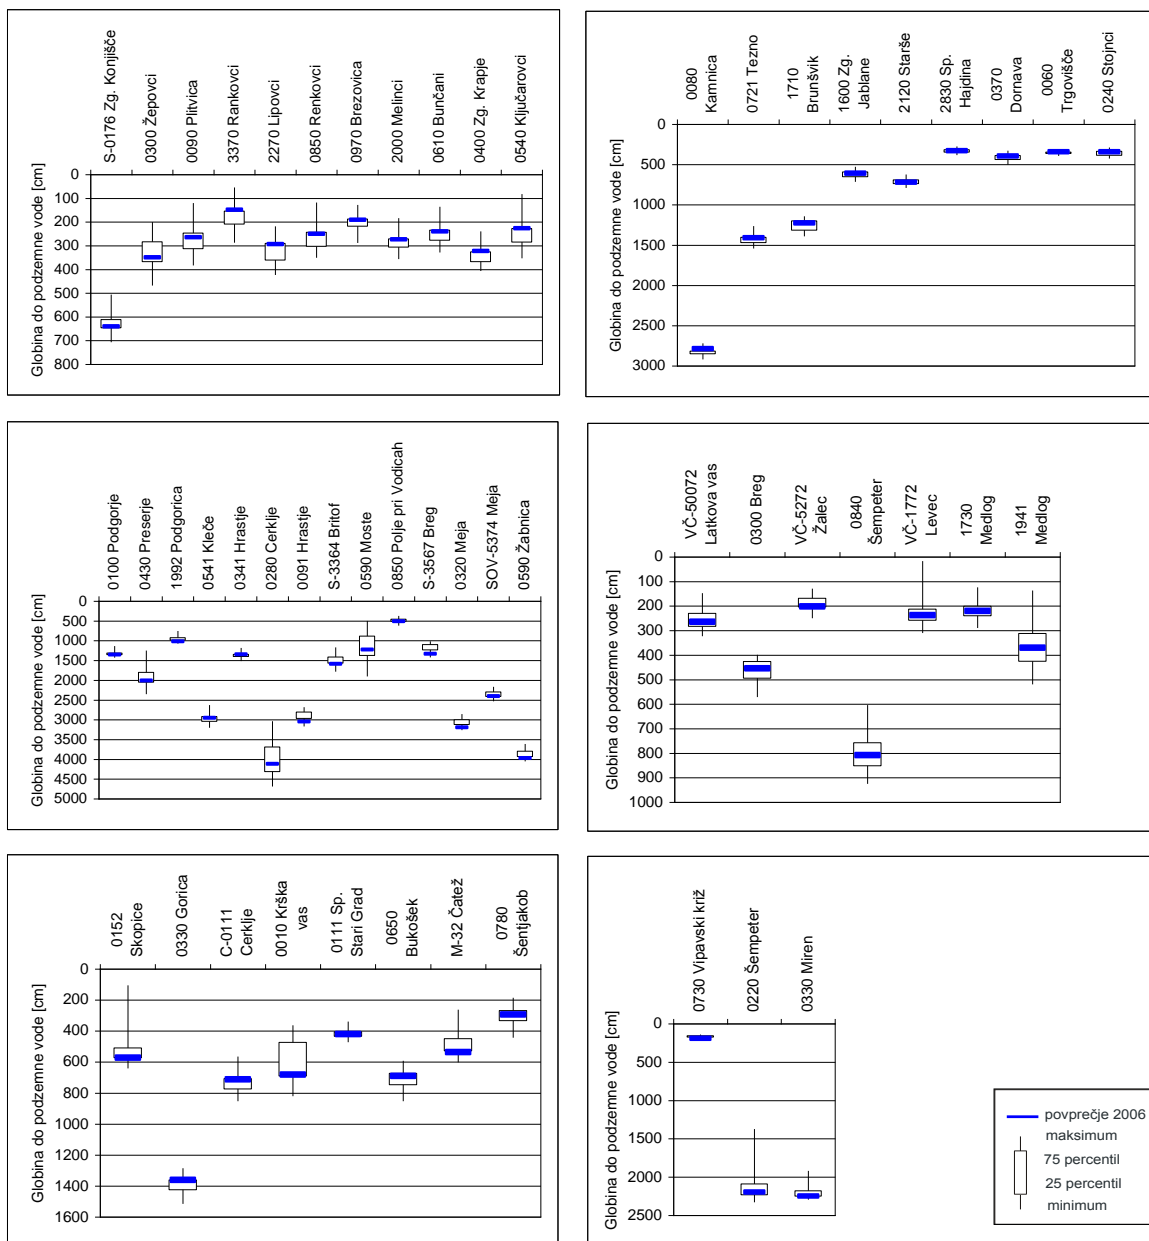 S-0176 Zg. Konjišče
0300 Žepovci
0090 Plitvica
3370 Rankovci
2270 Lipovci
0850 Renkovci
0970 Brezovica
2000 Melinci
0610 Bunčani
0400 Zg. Krapje
0540 Ključarovci
Globina do podzemne vode [cm]
0
100
200
300
400
500
600
700
800
0080
Kamnica
0721 Tezno
1710
Brunšvik
1600 Zg.
Jablane
2120 Starše
2830 Sp.
Hajdina
0370
Dornava
0060
Trgovišče
0240 Stojnci
Globina do podzemne vode [cm]
0
500
1000
1500
2000
2500
3000
0100 Podgorje
0430 Preserje
1992 Podgorica
0541 Kleče
0341 Hrastje
0280 Cerklje
0091 Hrastje
S-3364 Britof
0590 Moste
0850 Polje pri Vodicah
S-3567 Breg
0320 Meja
SOV-5374 Meja
0590 Žabnica
Globina do podzemne vode [cm]
0
500
1000
1500
2000
2500
3000
3500
4000
4500
5000
VČ-50072
Latkova vas
0300 Breg
VČ-5272
Žalec
0840
Šempeter
VČ-1772
Levec
1730
Medlog
1941
Medlog
Globina do podzemne vode [cm]
0
100
200
300
400
500
600
700
800
900
1000
0152
Skopice
0330 Gorica
C-0111
Cerklje
0010 Krška
vas
0111 Sp.
Stari Grad
0650
Bukošek
M-32 Čatež
0780
Šentjakob
Globina do podzemne vode [cm]
0
200
400
600
800
1000
1200
1400
1600
0730 Vipavski križ
0220 Šempeter
0330 Miren
Globina do podzemne vode [cm]
0
500
1000
1500
2000
2500
povprečje 2006
maksimum
75 percentil
25 percentil
minimum